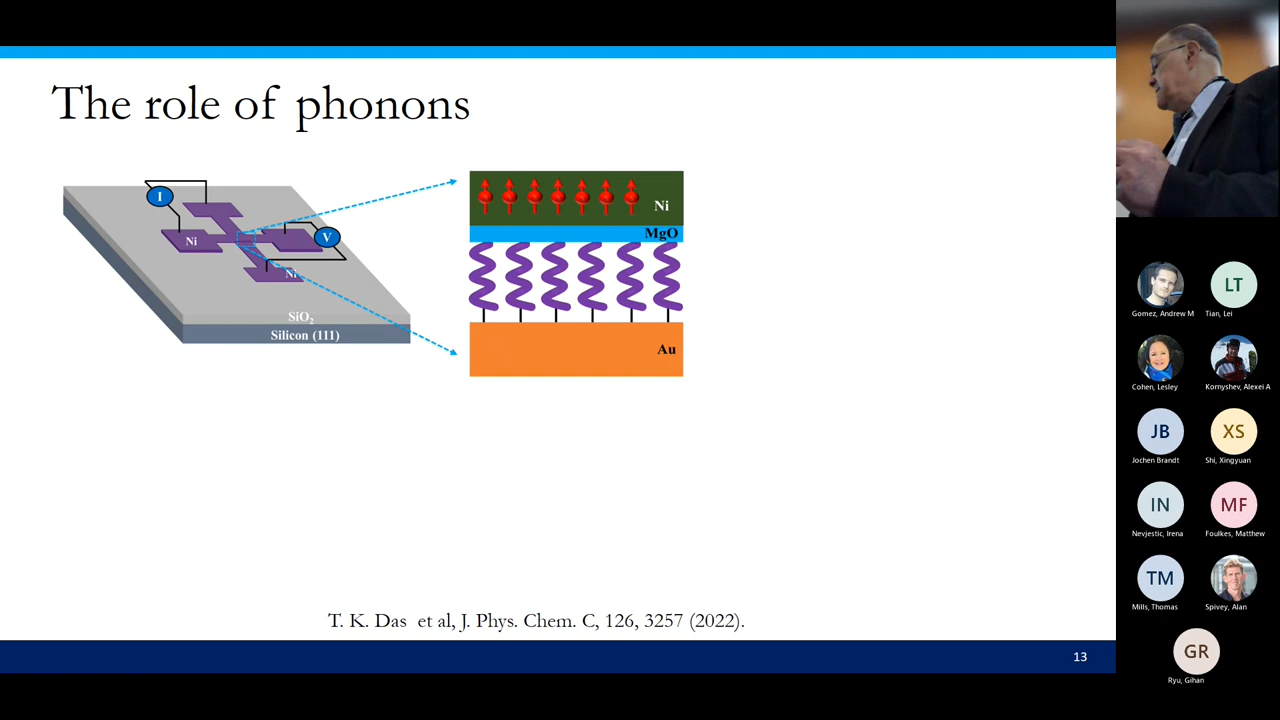 The role of phonons
I
V
Ni
Ni
SiO2
Silicon (111)
Ni
MgO
Au
T. K. Das et al, J. Phys. Chem. C, 126, 3257 (2022).
13
Gomez, Andrew M
LT
Tian, Lei
Cohen, Lesley
Kornyshev, Alexei A
JB
Jochen Brandt
XS
Shi, Xingyuan
IN
Nevjestic, Irena
MF
Foulkes, Matthew
TM
Mills, Thomas
Spivey, Alan
GR
Ryu, Gihan